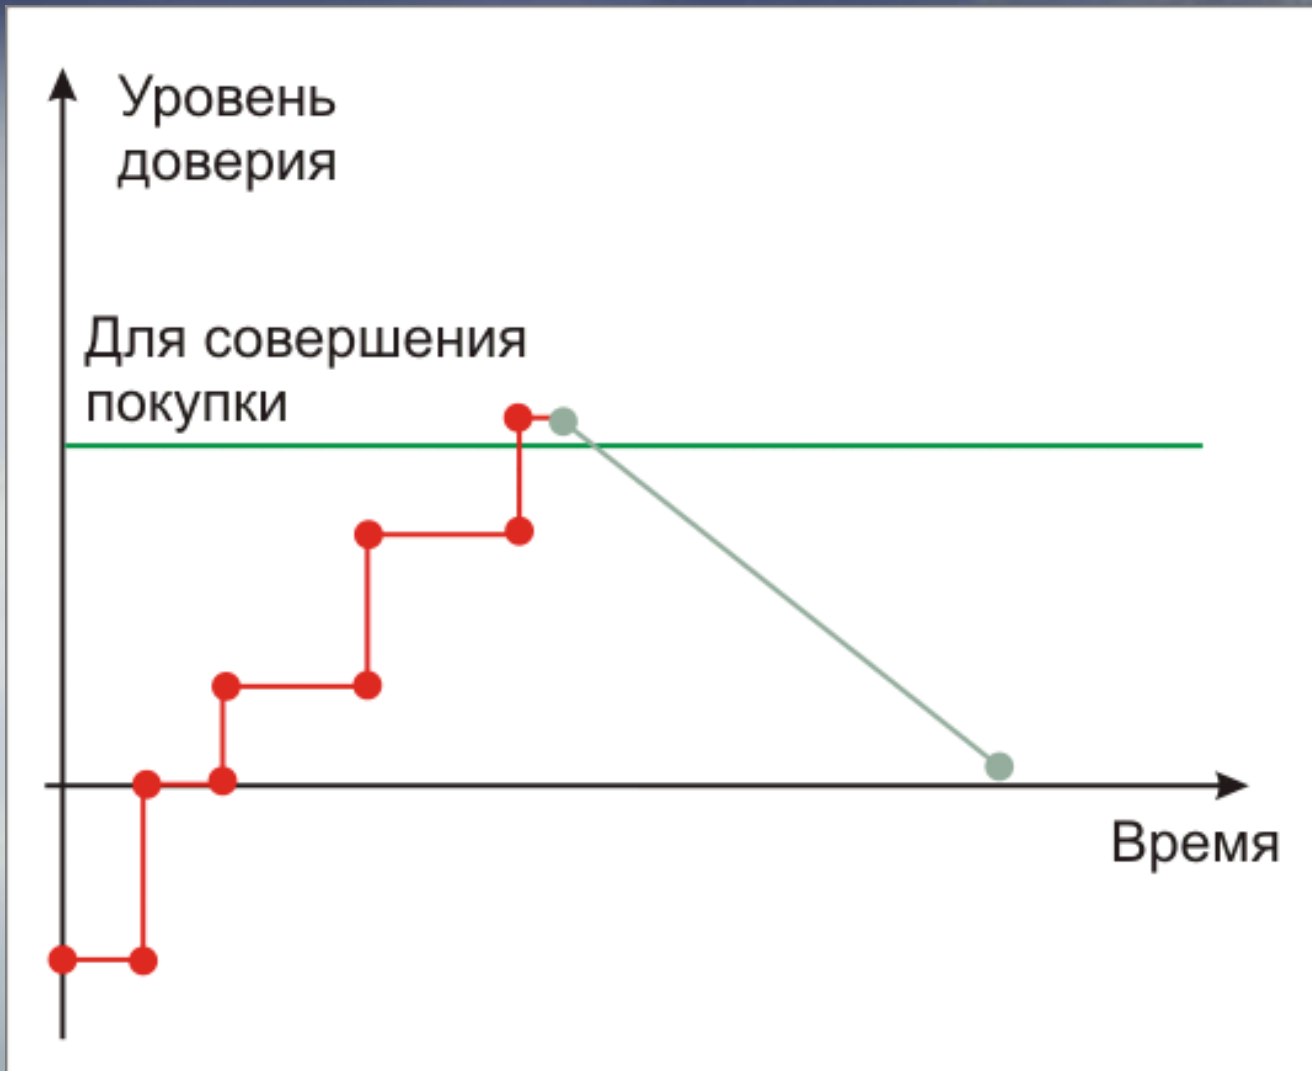 Уровень
доверия
Для совершения
покупки
Время